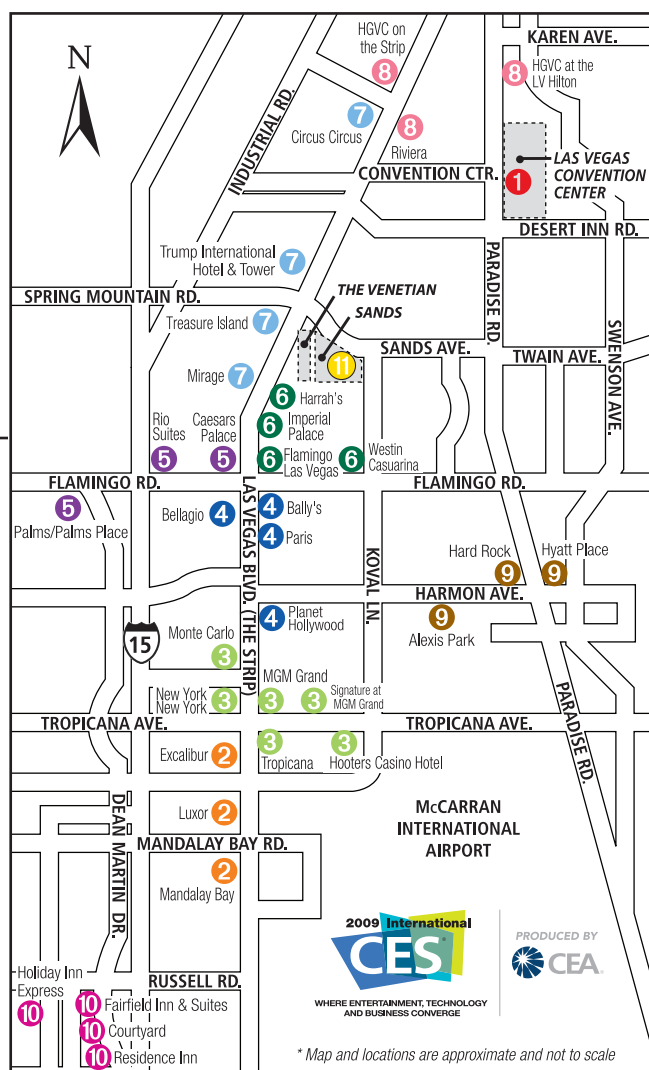 HGVC on
the Strip
8
KAREN AVE.
N
8
HGVC at the
LV Hilton
INDUSTRIAL RD.
7
Circus Circus
8
Riviera
CONVENTION CTR.
1
LAS VEGAS
CONVENTION
CENTER
DESERT INN RD.
PARADISE RD.
Trump International
Hotel & Tower
7
SPRING MOUNTAIN RD.
THE VENETIAN
SANDS
Treasure Island
7
11
SANDS AVE.
TWAIN AVE.
SWENSON AVE.
Mirage
7
6
Harrah's
Rio
Suites
5
Caesars
Palace
5
6
Imperial
Palace
6
Flamingo
Las Vegas
6
Westin
Casuarina
FLAMINGO RD.
FLAMINGO RD.
5
Palms/Palms Place
Bellagio
4
LAS VEGAS BLVD. (THE STRIP)
4
Bally's
4
Paris
KOVAL LN.
Hard Rock
9
Hyatt Place
9
HARMON AVE.
4
Planet
Hollywood
9
Alexis Park
15
Monte Carlo
3
MGM Grand
New York
New York
3
3
3
Signature at
MGM Grand
TROPICANA AVE.
TROPICANA AVE.
PARADISE RD.
Excalibur
2
3
Tropicana
3
Hooters Casino Hotel
DEAN MARTIN DR.
Luxor
2
McCARRAN
INTERNATIONAL
AIRPORT
MANDALAY BAY RD.
2
Mandalay Bay
2009 International
CES
PRODUCED BY
CEA
WHERE ENTERTAINMENT, TECHNOLOGY
AND BUSINESS CONVERGE
Holiday Inn
Express
10
RUSSELL RD.
10
Fairfield Inn & Suites
10
Courtyard
10
Residence Inn
* Map and locations are approximate and not to scale